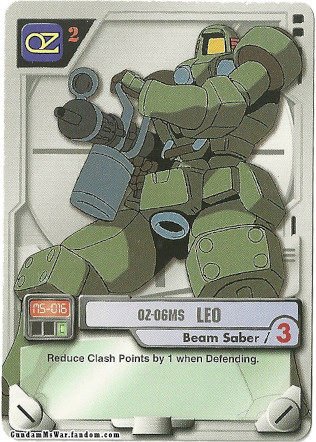 OZ 2
MS-016
OZ-06MS LEO
Beam Saber / 3
Reduce Clash Points by 1 when Defending.
GundamMsWar.fandom.com